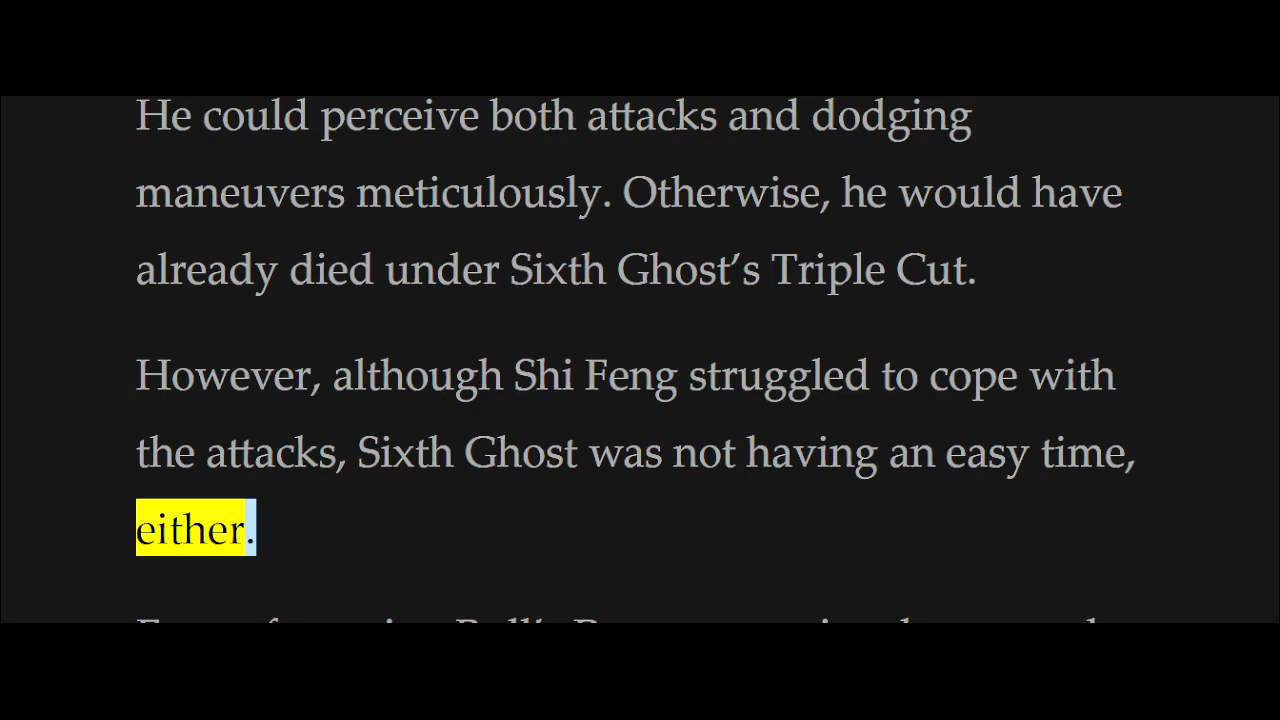 He could perceive both attacks and dodging
maneuvers meticulously. Otherwise, he would have
already died under Sixth Ghost’s Triple Cut.
However, although Shi Feng struggled to cope with
the attacks, Sixth Ghost was not having an easy time,
either.